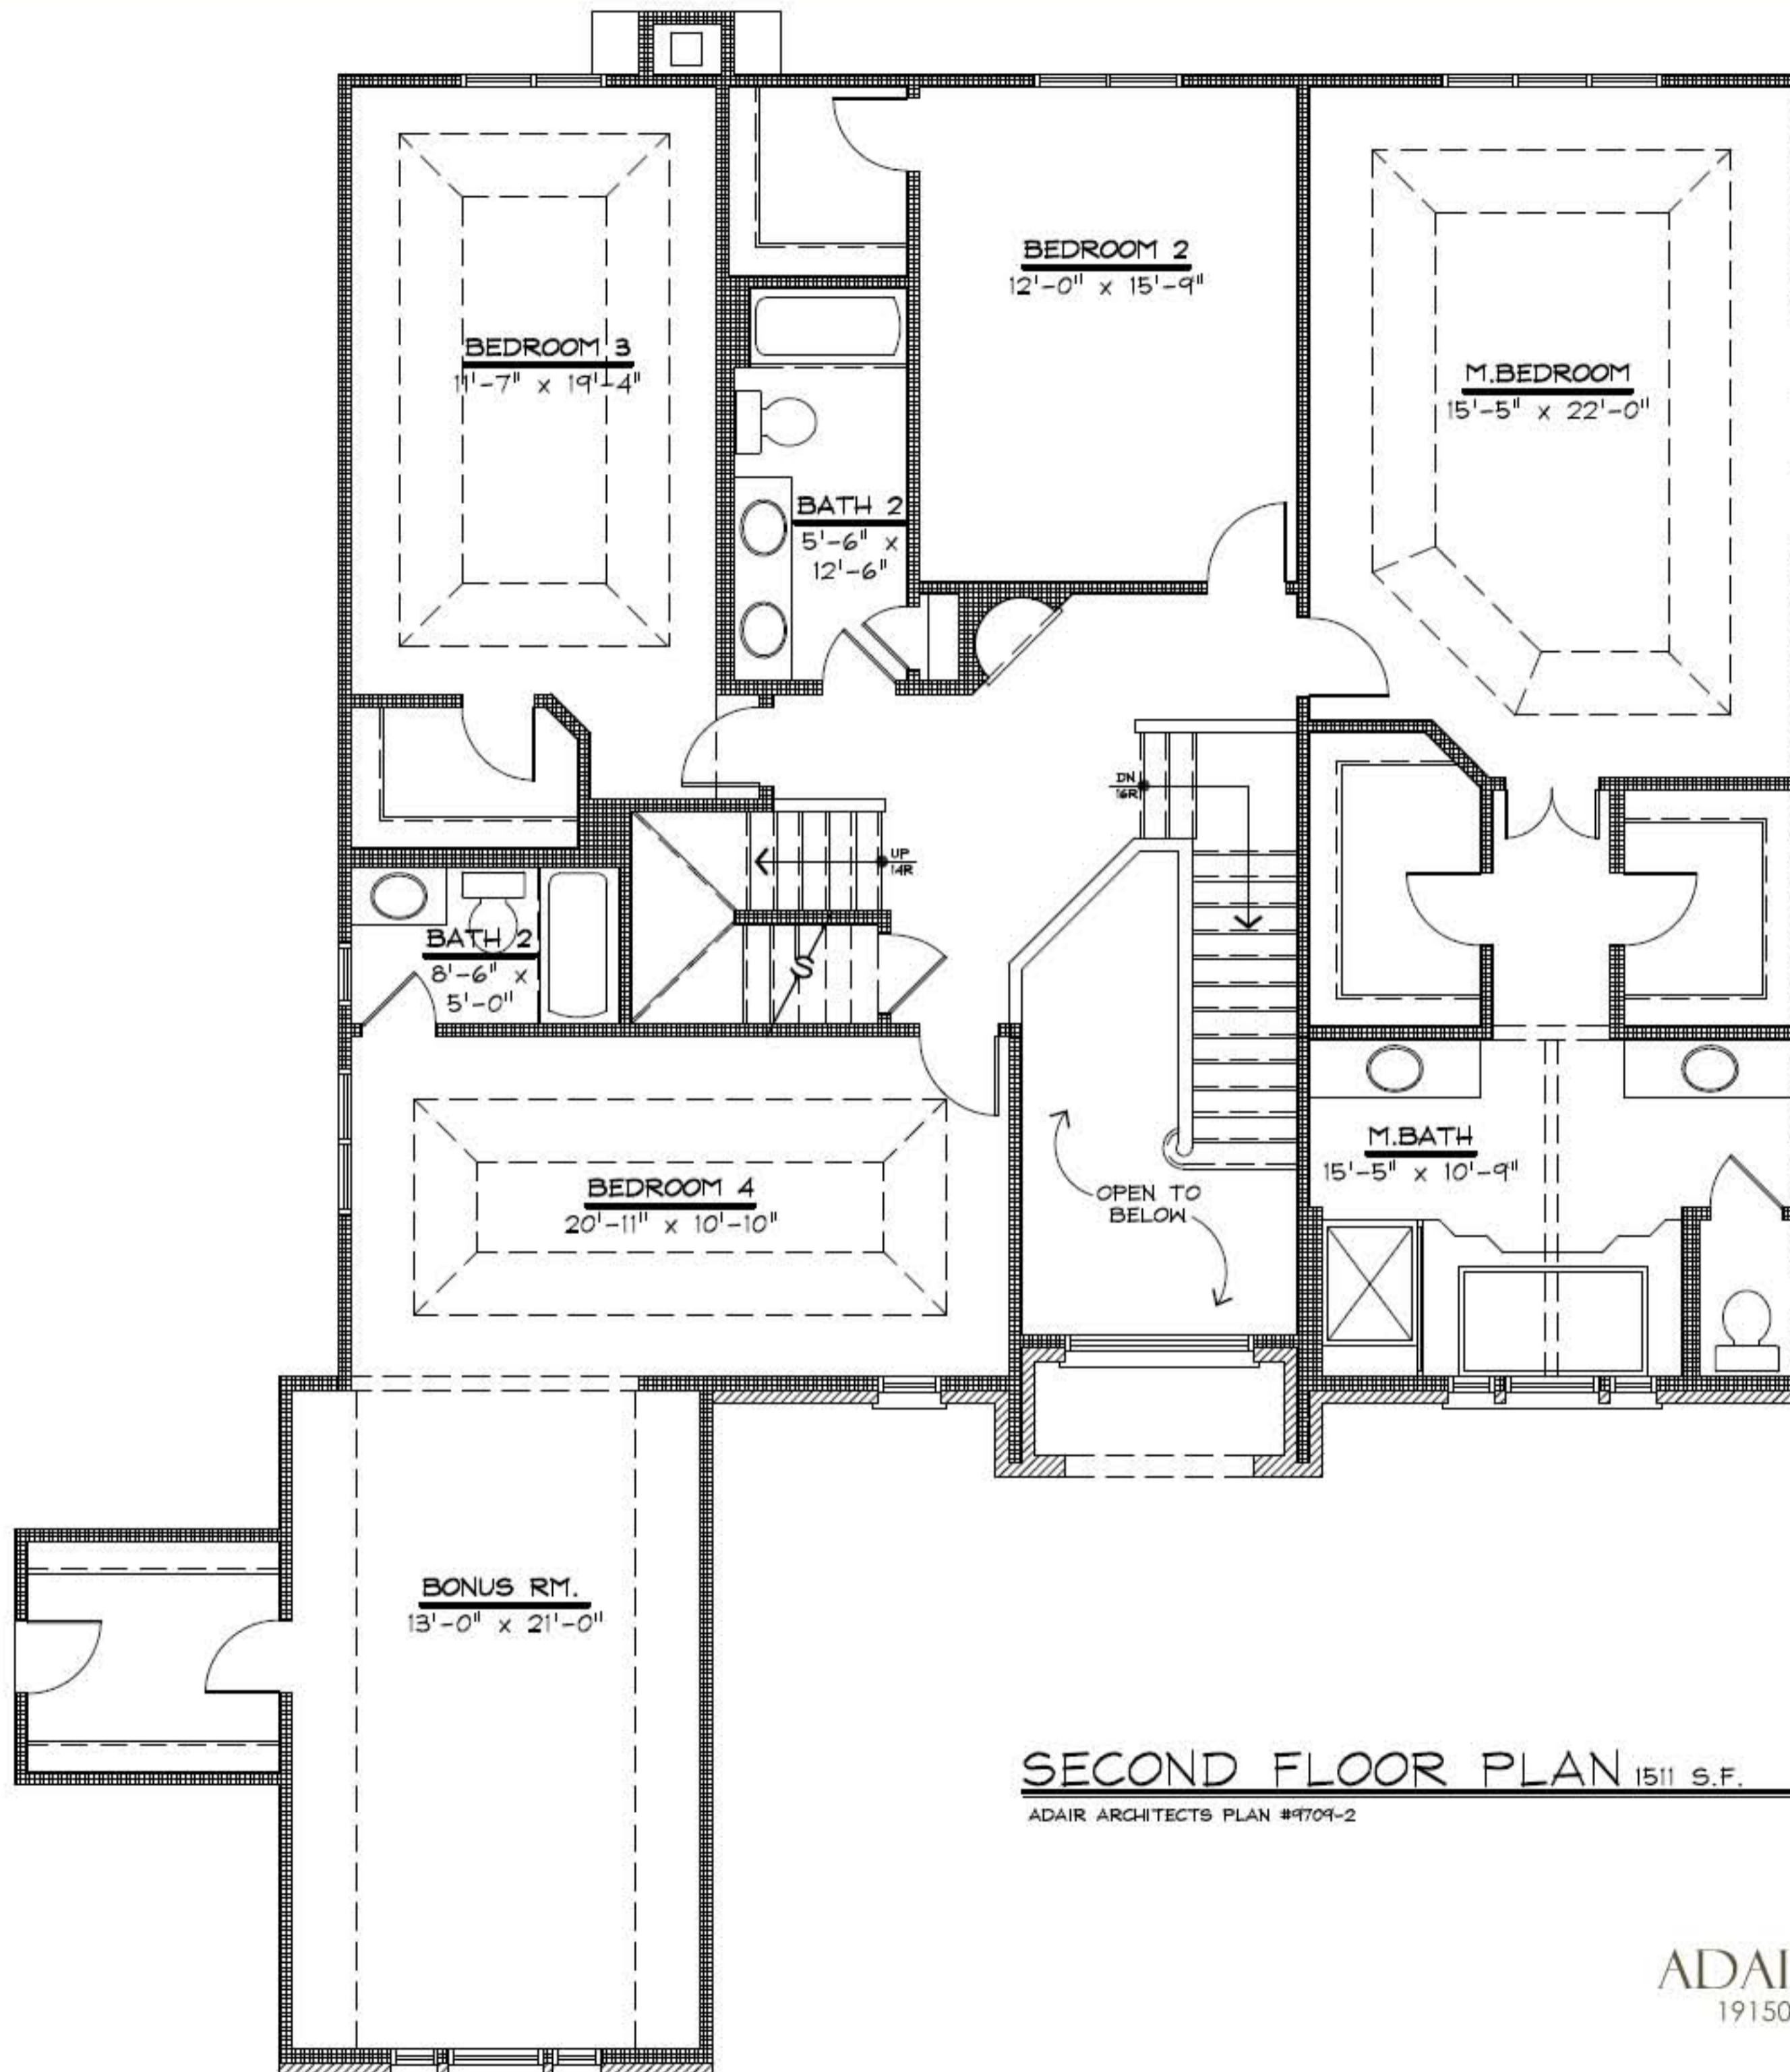 BEDROOM 2
12'-0" x 15'-9"
BEDROOM 3
11'-7" x 19'-4"
M.BEDROOM
15'-5" x 22'-0"
BATH 2
5'-6" x
12'-6"
DN
16R
UP
14R
BATH 2
8'-6" x
5'-0"
S
M.BATH
15'-5" x 10'-9"
BEDROOM 4
20'-11" x 10'-10"
OPEN TO
BELOW
BONUS RM.
13'-0" x 21'-0"
SECOND FLOOR PLAN 1511 S.F.
ADAIR ARCHITECTS PLAN #9709-2
ADAI
19150